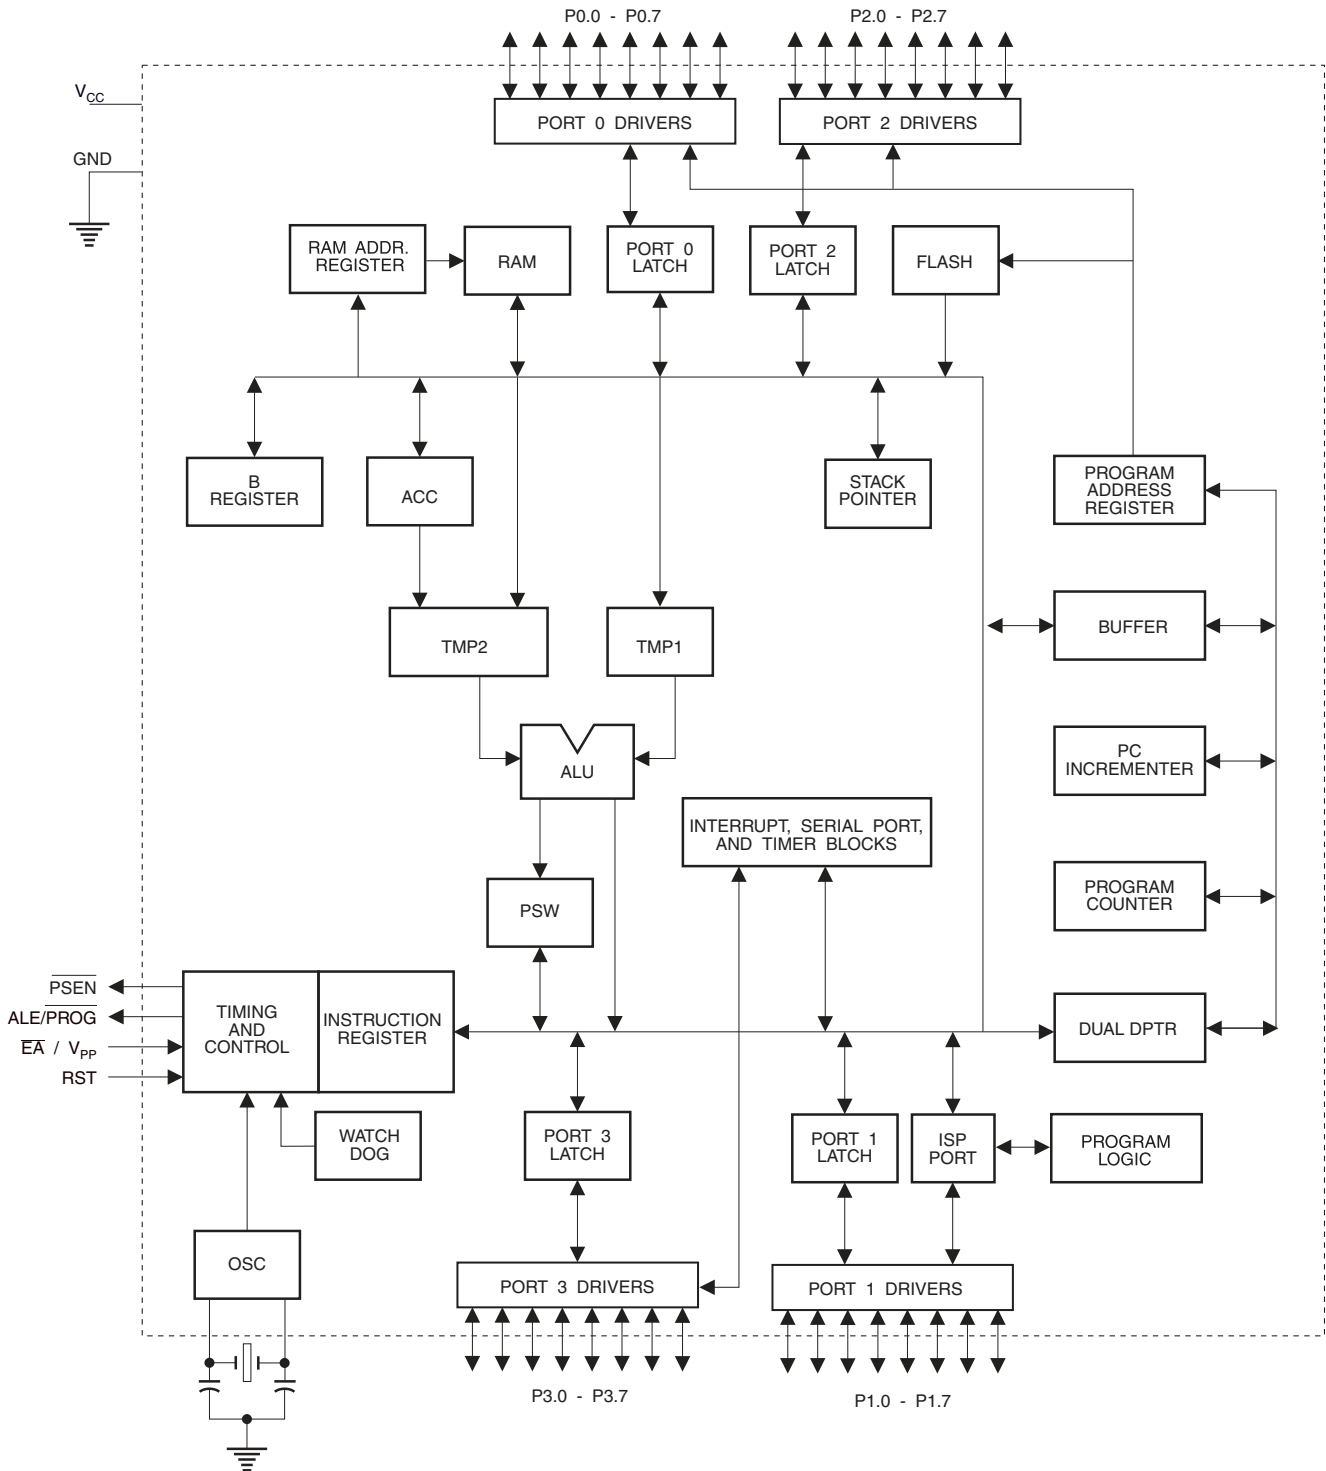 P0.0 - P0.7
P2.0 - P2.7
VCC
GND
PORT 0 DRIVERS
PORT 2 DRIVERS
RAM ADDR.
REGISTER
RAM
PORT 0
LATCH
PORT 2
LATCH
FLASH
B
REGISTER
ACC
STACK
POINTER
PROGRAM
ADDRESS
REGISTER
TMP2
TMP1
BUFFER
ALU
PC
INCREMENTER
INTERRUPT, SERIAL PORT,
AND TIMER BLOCKS
PSW
PROGRAM
COUNTER
PSEN
ALE/PROG
EA / VPP
RST
TIMING
AND
CONTROL
INSTRUCTION
REGISTER
DUAL DPTR
WATCH
DOG
PORT 3
LATCH
PORT 1
LATCH
ISP
PORT
PROGRAM
LOGIC
OSC
PORT 3 DRIVERS
PORT 1 DRIVERS
P3.0 - P3.7
P1.0 - P1.7